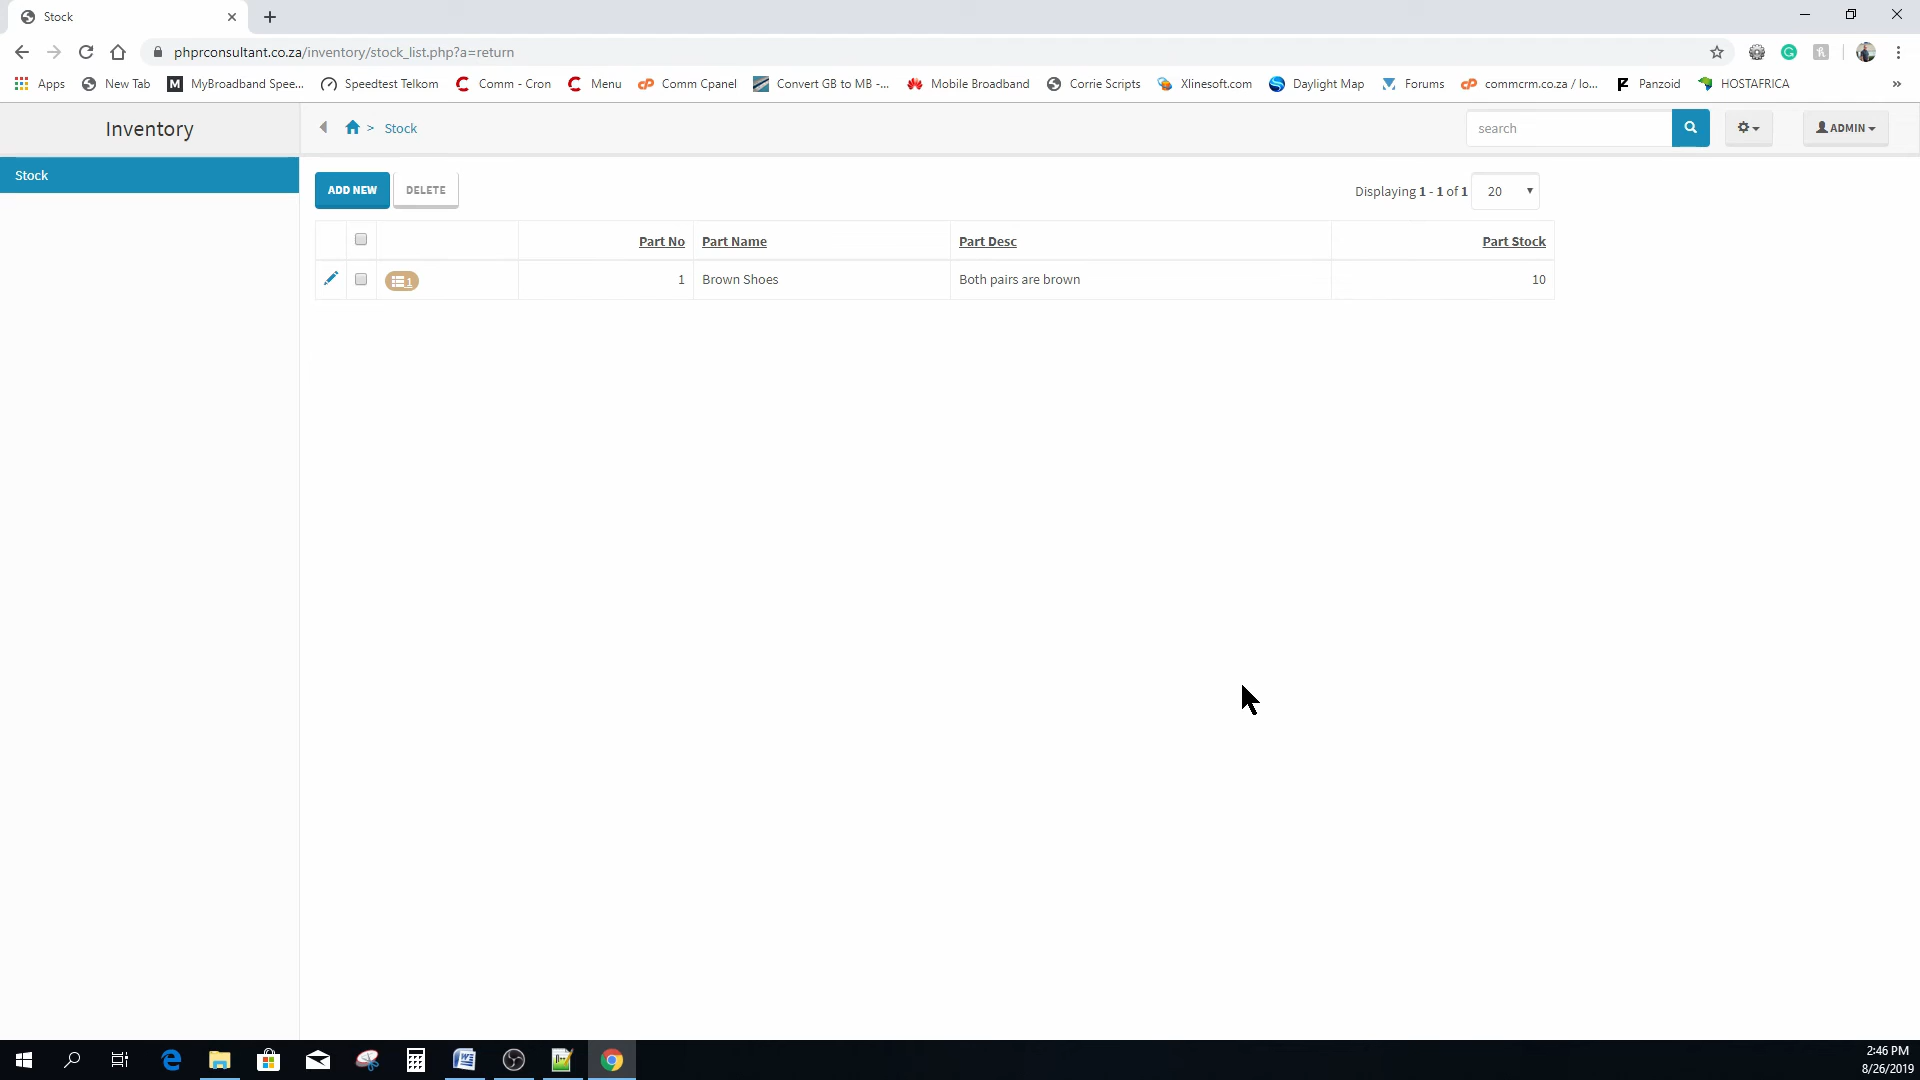 Stock
phprconsultant.co.za/inventory/stock_list.php?a=return
Apps New Tab MyBroadband Spee... Speedtest Telkom Comm - Cron Menu Comm Cpanel Convert GB to MB -... Mobile Broadband Corrie Scripts Xlinesoft.com Daylight Map Forums commcrm.co.za / lo... Panzoid HOSTAFRICA »
Inventory > Stock search ADMIN
Stock
ADD NEW DELETE Displaying 1 - 1 of 1 20
Part No Part Name Part Desc Part Stock
1 1 Brown Shoes Both pairs are brown 10
2:46 PM
8/26/2019